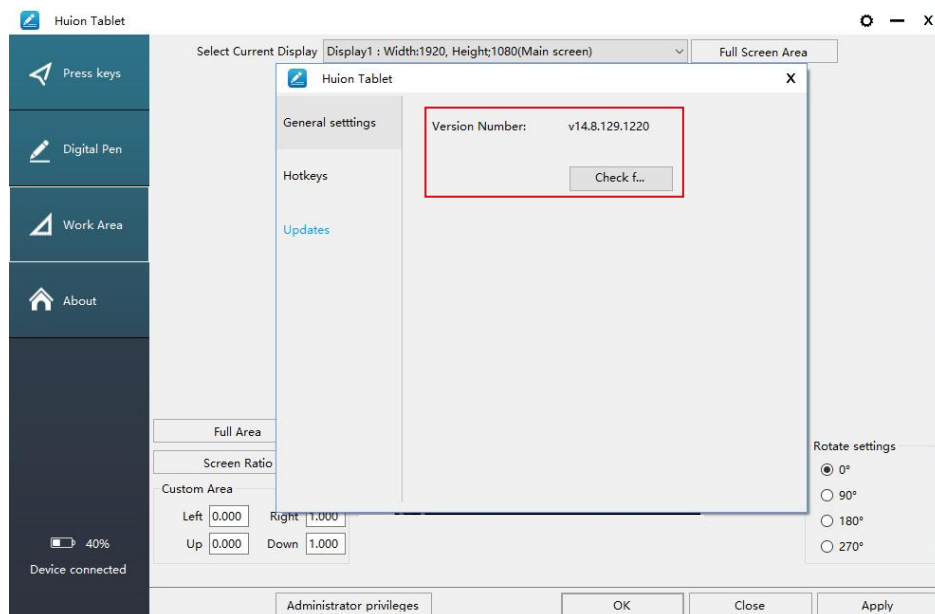 Huion Tablet
X
Select Current Display Display1 : Width:1920, Height;1080(Main screen) Full Screen Area
Press keys
Digital Pen
Work Area
About
Huion Tablet X
General setttings
Hotkeys
Updates
Version Number: v14.8.129.1220
Check f...
Full Area
Screen Ratio
Custom Area
Left 0.000 Right 1.000
Up 0.000 Down 1.000
Rotate settings
0°
90°
180°
270°
40%
Device connected
Administrator privileges OK Close Apply